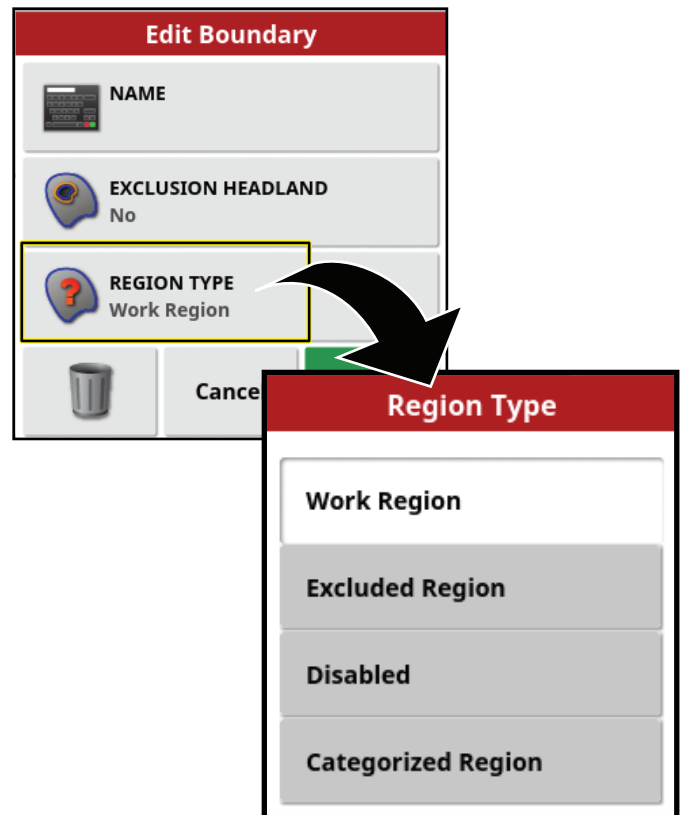 Edit Boundary
NAME
EXCLUSION HEADLAND
No
REGION TYPE
Work Region
Cance
Region Type
Work Region
Excluded Region
Disabled
Categorized Region